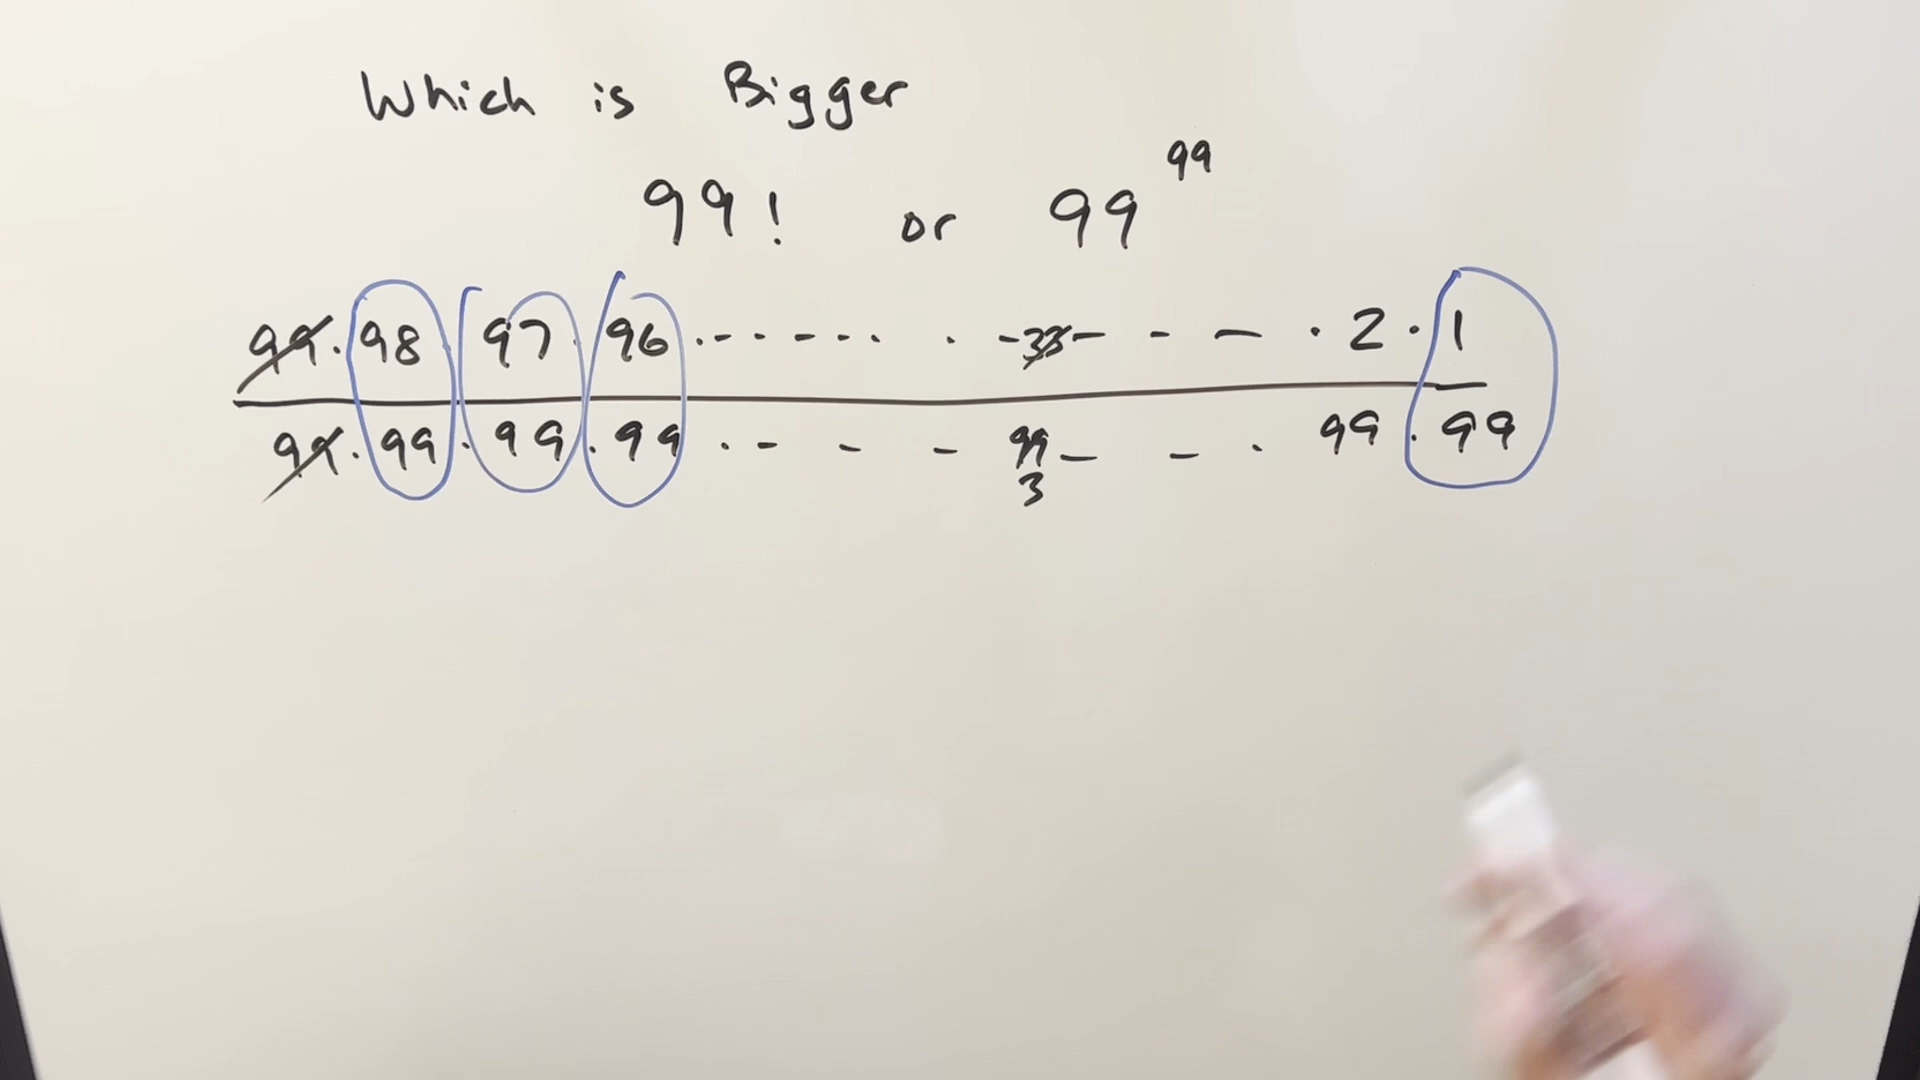 Which is Bigger
99! or 99^99
99 · 98 · 97 · 96 · - - - - - · · - 33 - - - · 2 · 1
99 · 99 · 99 · 99 · - - - 99 - - · 99 · 99
3